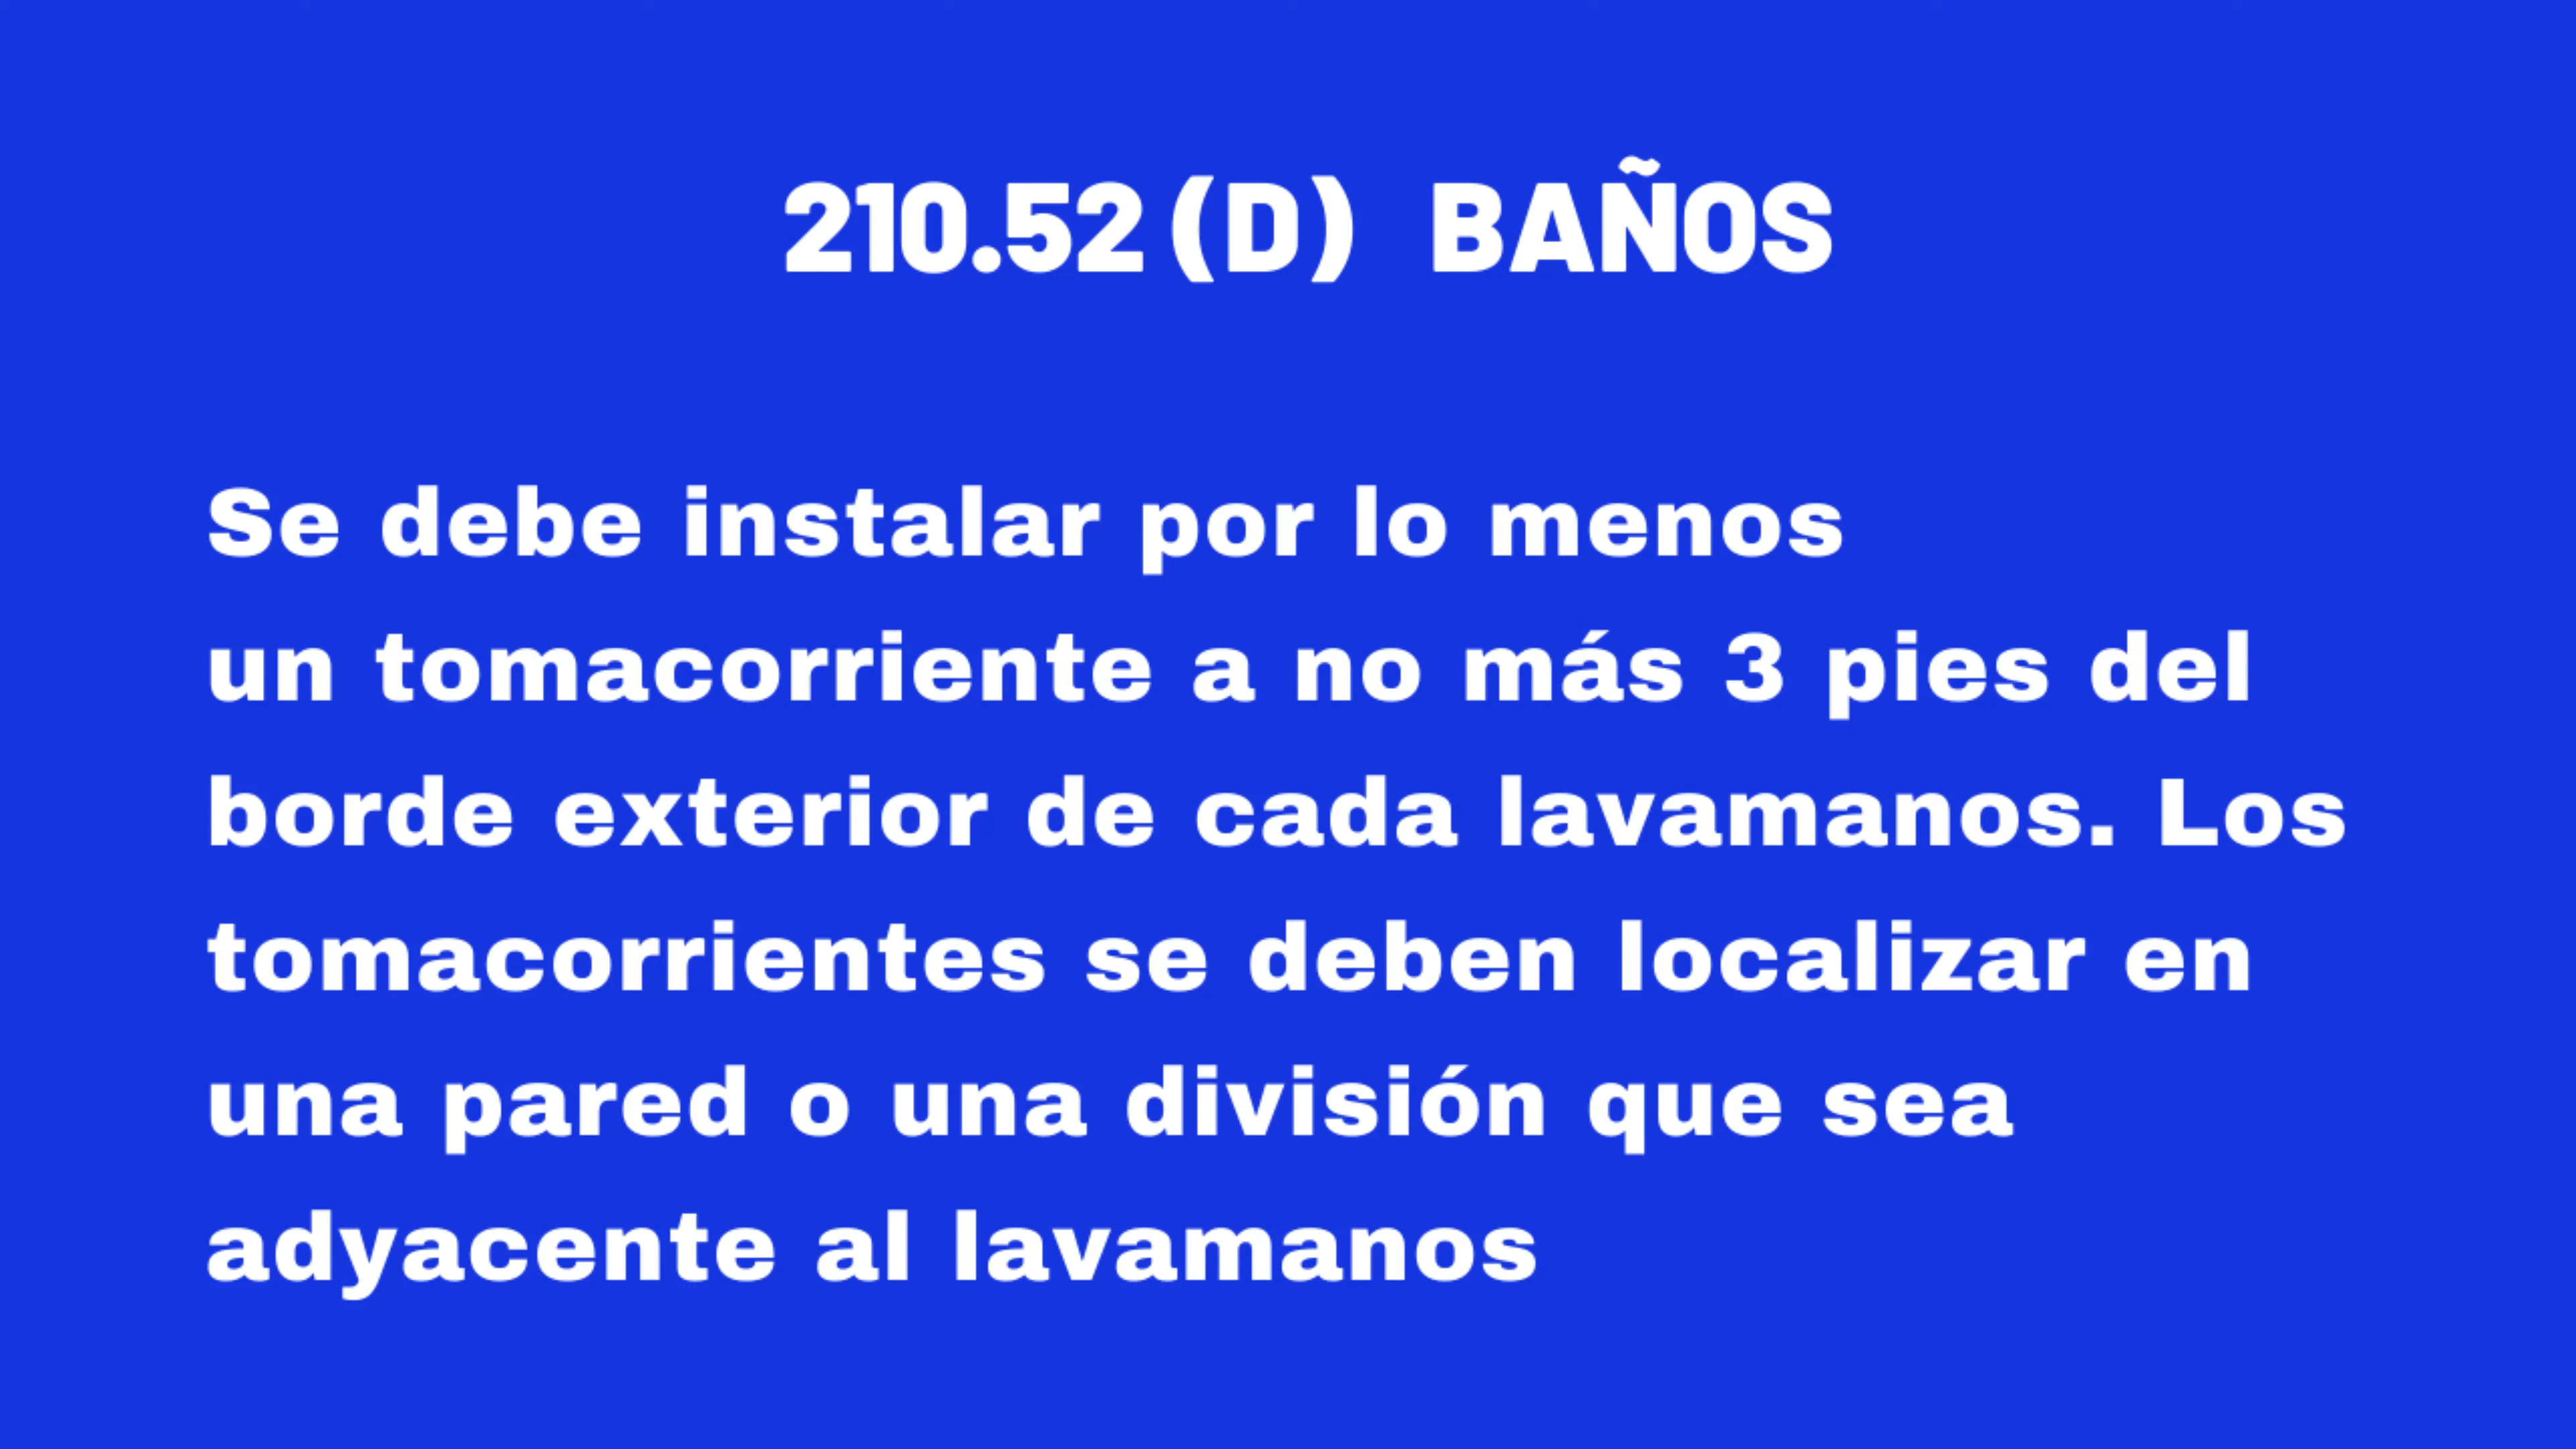 210.52 (D) BAÑOS
Se debe instalar por lo menos
un tomacorriente a no más 3 pies del
borde exterior de cada lavamanos. Los
tomacorrientes se deben localizar en
una pared o una división que sea
adyacente al lavamanos